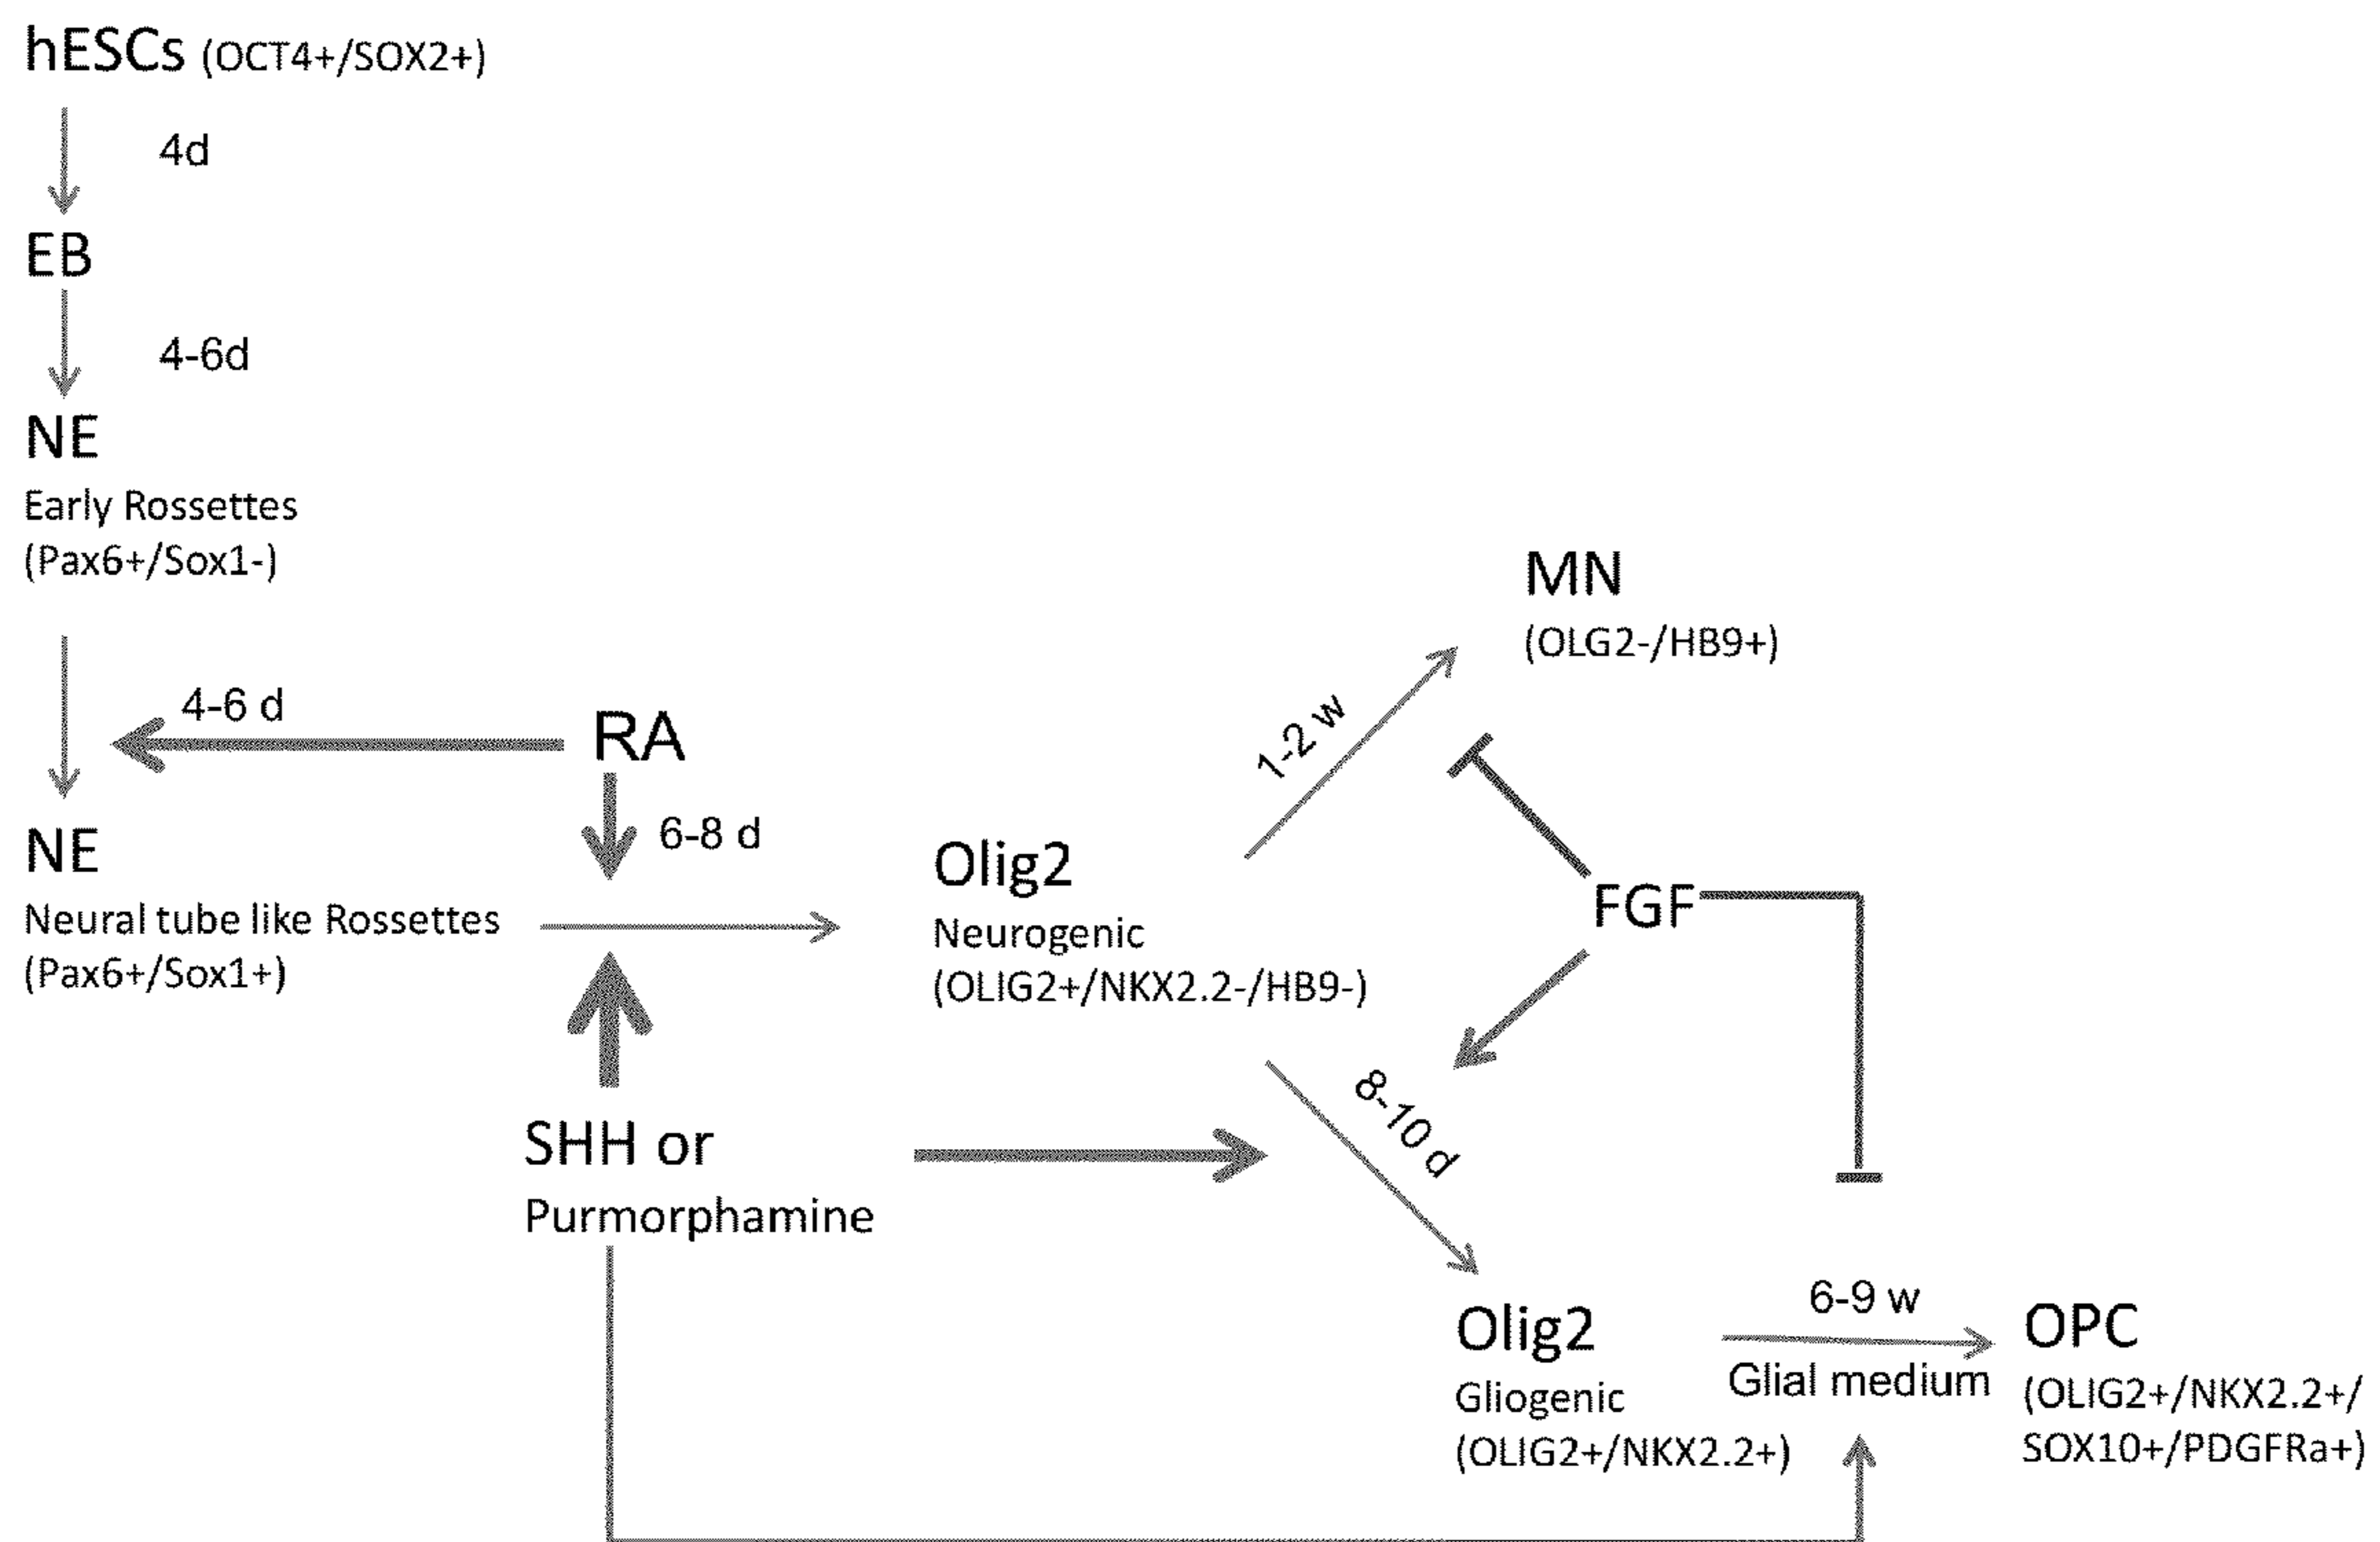 hESCs (OCT4+/SOX2+)
4d
EB
4-6d
NE
Early Rossettes
(Pax6+/Sox1-)
4-6 d
RA
6-8 d
NE
Neural tube like Rossettes
(Pax6+/Sox1+)
SHH or
Purmorphamine
Olig2
Neurogenic
(OLIG2+/NKX2.2-/HB9-)
1-2 w
MN
(OLG2-/HB9+)
FGF
8-10 d
Olig2
Gliogenic
(OLIG2+/NKX2.2+)
6-9 w
Glial medium
OPC
(OLIG2+/NKX2.2+/
SOX10+/PDGFRa+)